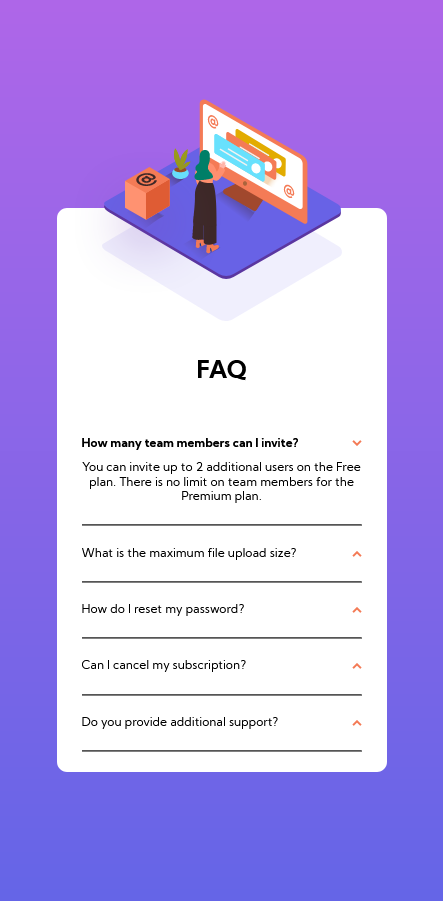 @
@
@
FAQ
How many team members can I invite?
You can invite up to 2 additional users on the Free
plan. There is no limit on team members for the
Premium plan.
What is the maximum file upload size?
How do I reset my password?
Can I cancel my subscription?
Do you provide additional support?